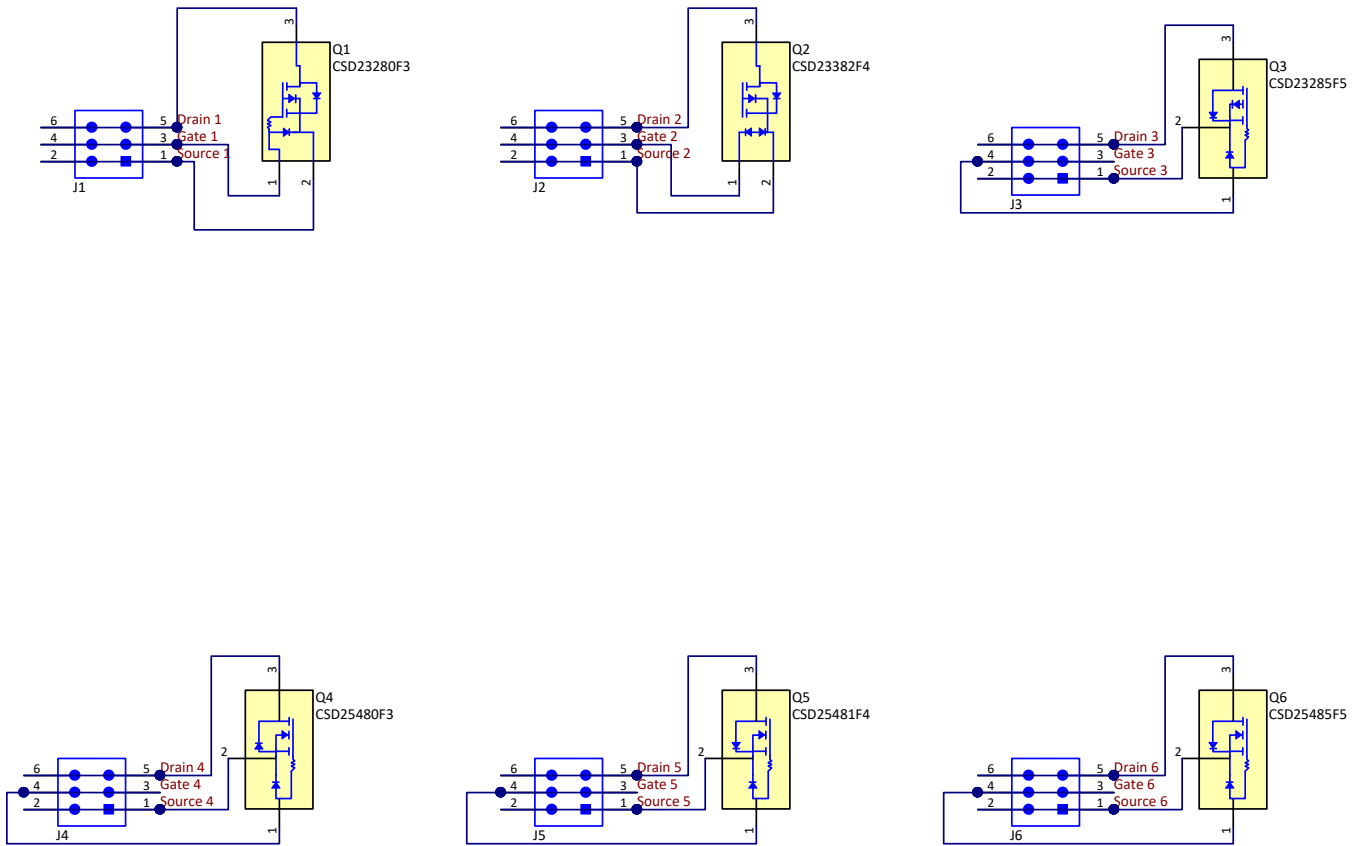 3
Q1
CSD23280F3
6
4
2
5
3
1
Drain 1
Gate 1
Source 1
J1
1
2
3
Q2
CSD23382F4
6
4
2
5
3
1
Drain 2
Gate 2
Source 2
J2
1
2
3
Q3
CSD23285F5
2
6
4
2
5
3
1
Drain 3
Gate 3
Source 3
J3
1
3
Q4
CSD25480F3
2
6
4
2
5
3
1
Drain 4
Gate 4
Source 4
J4
1
3
Q5
CSD25481F4
2
6
4
2
5
3
1
Drain 5
Gate 5
Source 5
J5
1
3
Q6
CSD25485F5
2
6
4
2
5
3
1
Drain 6
Gate 6
Source 6
J6
1